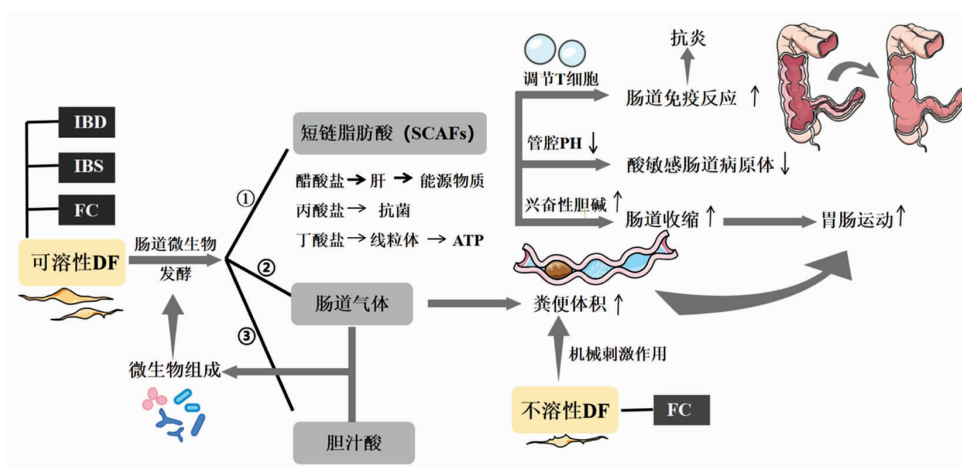 IBD
IBS
FC
可溶性DF
肠道微生物
发酵
微生物组成
①
②
③
短链脂肪酸（SCAFs）
醋酸盐→肝→能源物质
丙酸盐→抗菌
丁酸盐→线粒体→ATP
肠道气体
胆汁酸
调节T细胞
抗炎
肠道免疫反应↑
管腔PH↓
酸敏感肠道病原体↓
兴奋性胆碱↑
肠道收缩↑
胃肠运动↑
粪便体积↑
机械刺激作用
不溶性DF
FC